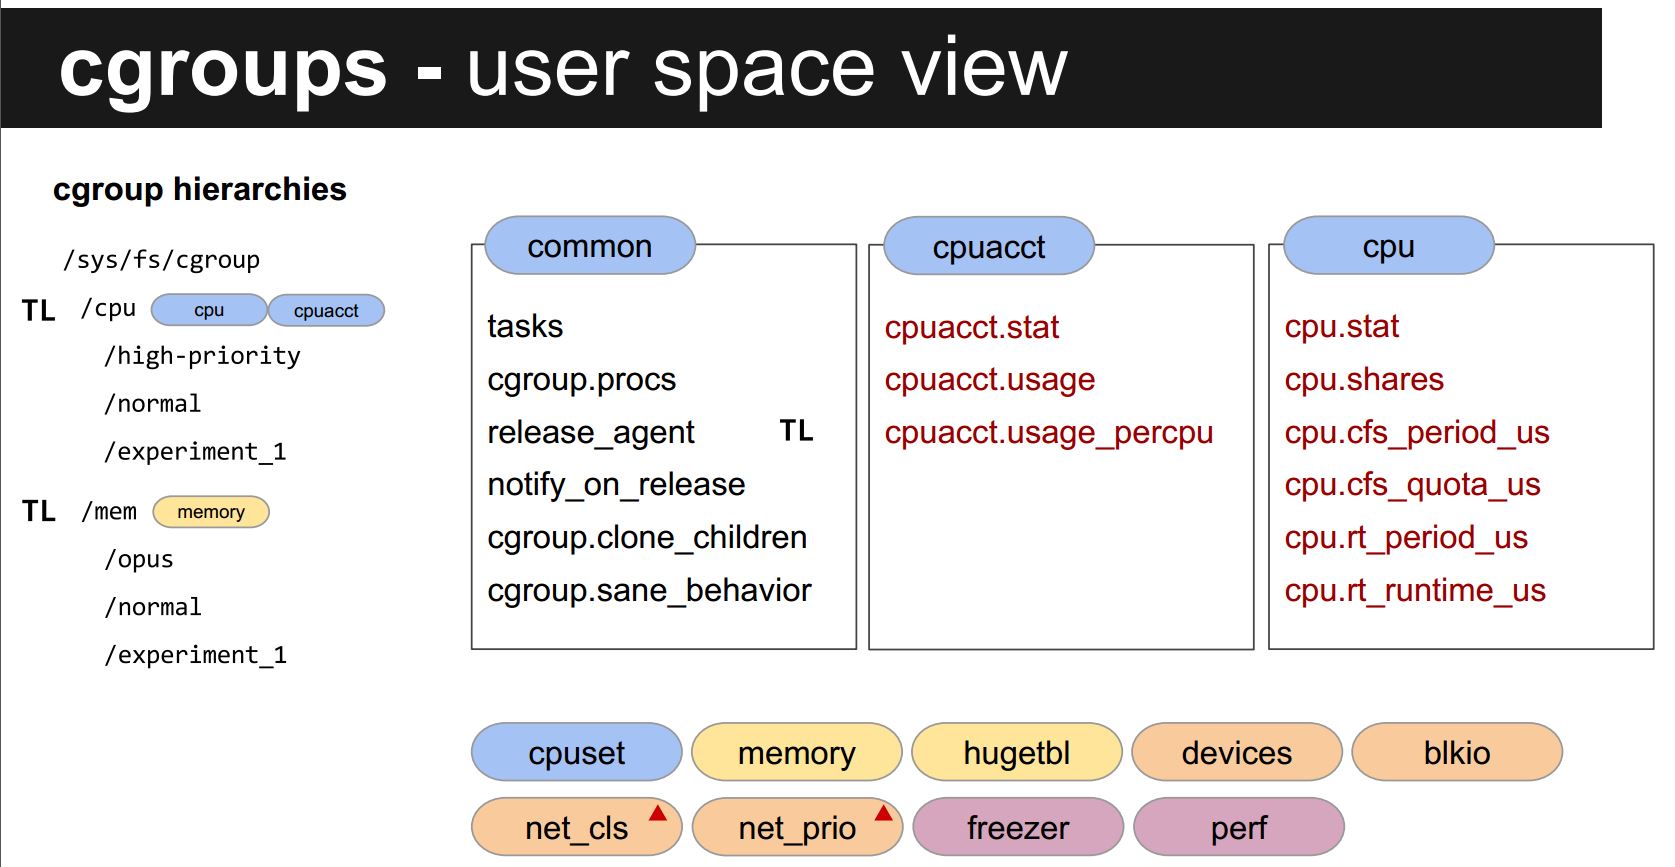 cgroups - user space view
cgroup hierarchies
/sys/fs/cgroup
TL /cpu cpu cpuacct
/high-priority
/normal
/experiment_1
TL /mem memory
/opus
/normal
/experiment_1
common
tasks
cgroup.procs
release_agent TL
notify_on_release
cgroup.clone_children
cgroup.sane_behavior
cpuacct
cpuacct.stat
cpuacct.usage
cpuacct.usage_percpu
cpu
cpu.stat
cpu.shares
cpu.cfs_period_us
cpu.cfs_quota_us
cpu.rt_period_us
cpu.rt_runtime_us
cpuset memory hugetbl devices blkio
net_cls net_prio freezer perf